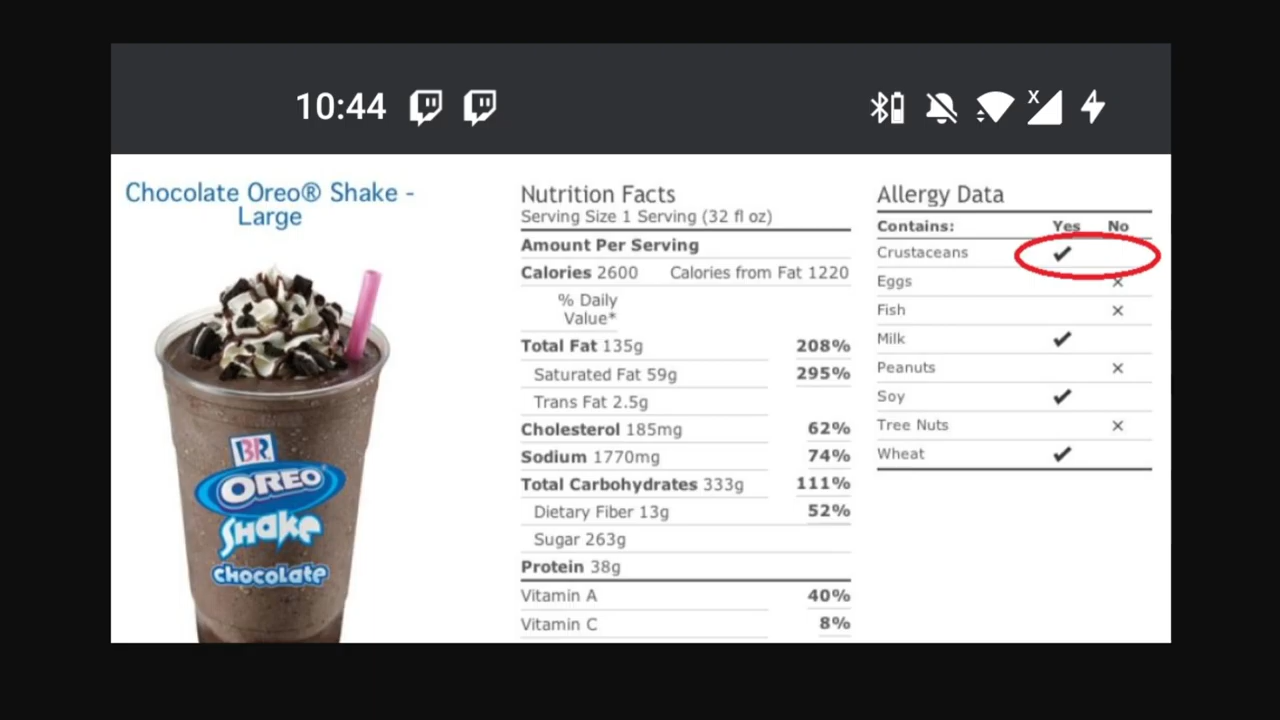 10:44
X
Chocolate Oreo® Shake -
Large
BR
OREO
Shake
chocolate
Nutrition Facts
Serving Size 1 Serving (32 fl oz)
Amount Per Serving
Calories 2600 Calories from Fat 1220
% Daily
Value*
Total Fat 135g 208%
Saturated Fat 59g 295%
Trans Fat 2.5g
Cholesterol 185mg 62%
Sodium 1770mg 74%
Total Carbohydrates 333g 111%
Dietary Fiber 13g 52%
Sugar 263g
Protein 38g
Vitamin A 40%
Vitamin C 8%
Allergy Data
Contains: Yes No
Crustaceans ✔
Eggs ×
Fish ×
Milk ✔
Peanuts ×
Soy ✔
Tree Nuts ×
Wheat ✔